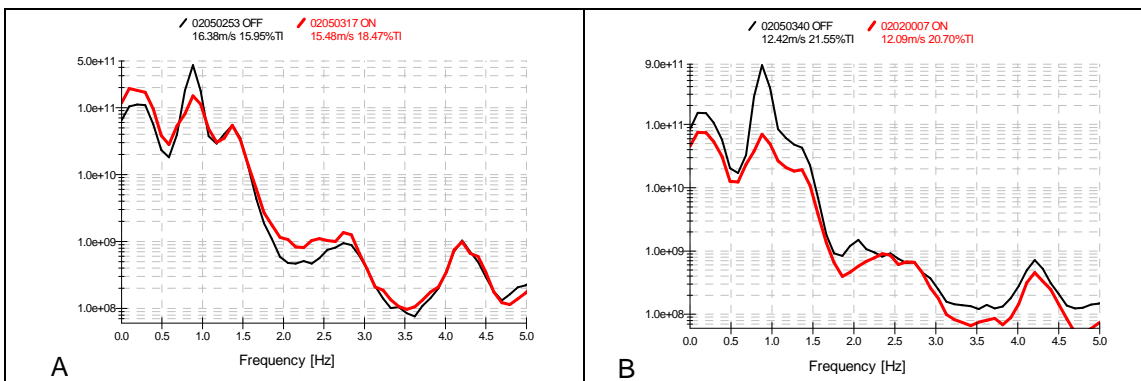 02050253 OFF 02050317 ON
16.38m/s 15.95%TI 15.48m/s 18.47%TI
5.0e+11
1.0e+11
1.0e+10
1.0e+09
1.0e+08
0.0 0.5 1.0 1.5 2.0 2.5 3.0 3.5 4.0 4.5 5.0
Frequency [Hz]
A
02050340 OFF 02020007 ON
12.42m/s 21.55%TI 12.09m/s 20.70%TI
9.0e+11
1.0e+11
1.0e+10
1.0e+09
1.0e+08
0.0 0.5 1.0 1.5 2.0 2.5 3.0 3.5 4.0 4.5 5.0
Frequency [Hz]
B